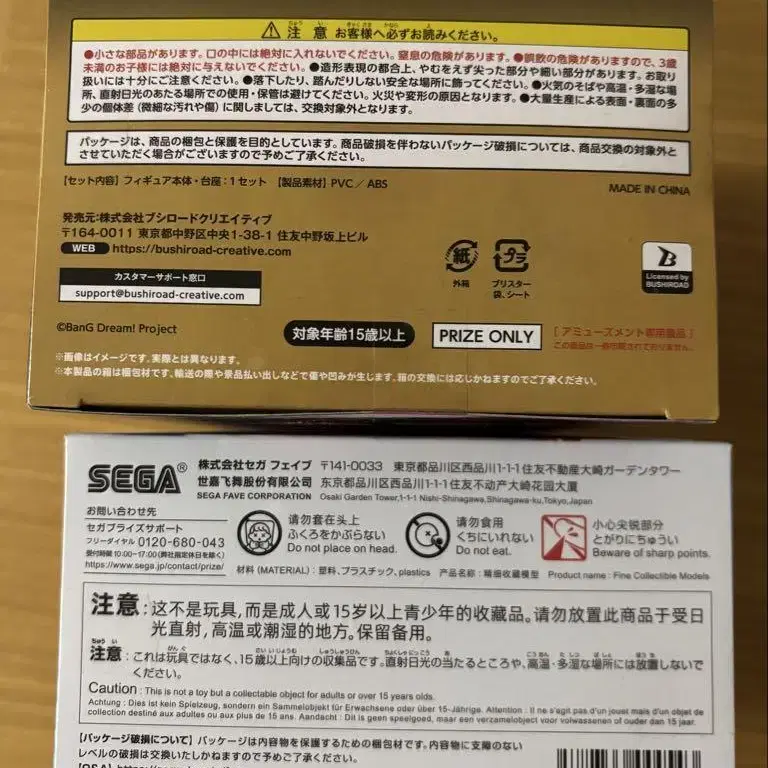 ⚠注意 お客様へ必ずお読みください。
●小さな部品があります。口の中には絶対に入れないでください。窒息の危険があります。●誤飲の危険がありますので、3歳
未満のお子様には絶対に与えないでください。●造形表現の都合上、やむをえず尖った部分や細い部分があります。お取り
扱いには十分にご注意ください。●落下したり、踏んだりしない安全な場所に飾ってください。●火気のそばや高温・多湿な場
所、直射日光のあたる場所での使用・保管は避けてください。火災や変形の原因となります。●大量生産による表面・裏面の多
少の個体差（微細な汚れや傷）に関しましては、交換対象外となります。
パッケージは、商品の梱包と保護を目的としています。商品破損を伴わないパッケージ破損については、商品交換の対象外と
させていただく場合がございますので予めご了承ください。
【セット内容】フィギュア本体・台座：1セット 【製品素材】PVC／ABS
MADE IN CHINA
発売元：株式会社ブシロードクリエイティブ
〒164-0011 東京都中野区中央1-38-1 住友中野坂上ビル
WEB https://bushiroad-creative.com
カスタマーサポート窓口
support@bushiroad-creative.com
紙 外箱
プラ ブリスター
袋、シート
B
Licensed by
BUSHIROAD
©BanG Dream! Project
対象年齢15歳以上
PRIZE ONLY
[アミューズメント専用景品]
この商品は一般市販されておりません。
※画像はイメージです。実際とは異なります。
※本製品の箱は梱包材です、輸送の際や景品払い出しなどで傷や凹みが生じます。箱の交換には応じかねますのでご了承ください。
SEGA®
株式会社セガ フェイブ 〒141-0033 東京都品川区西品川1-1-1住友不動産大崎ガーデンタワー
世嘉飞舞股份有限公司 东京都品川区西品川1-1-1住友不动产大崎花园大厦
SEGA FAVE CORPORATION Osaki Garden Tower,1-1-1 Nishi-Shinagawa,Shinagawa-ku,Tokyo,Japan
お問い合わせ先
セガプライズサポート
フリーダイヤル 0120-680-043
受付時間 10:00〜17:00(弊社指定休日を除く)
https://www.sega.jp/contact/prize/
请勿套在头上
ふくろをかぶらない
Do not place on head.
请勿食用
くちにいれない
Do not eat.
小心尖锐部分
とがりにちゅうい
Beware of sharp points.
材料 (MATERIAL)：塑料、プラスチック、plastics 产品名称：精细收藏模型 Product name : Fine Collectible Models
注意：这不是玩具，而是成人或15岁以上青少年的收藏品。请勿放置此商品于受日
光直射，高温或潮湿的地方。保留备用。
注意：これは玩具ではなく、15歳以上向けの収集品です。直射日光の当たるところや、高温・多湿な場所には放置しないで
ください。
Caution : This is not a toy but a collectable object for adults or over 15 years olds.
Achtung : Dies ist kein Spielzeug, sondern ein Sammelobjekt für Erwachsene oder über 15-Jährige. Attention : Il ne s'agit pas d'un jouet mais d'un objet de
collection destiné aux adultes ou aux plus de 15 ans. Aandacht : Dit is geen speelgoed, maar een verzamelobject voor volwassenen of ouder dan 15 jaar.
【パッケージ破損について】パッケージは内容物を保護するための梱包材です。内容物に支障のない
レベルの破損は交換いたしかねますので予めご了承ください。